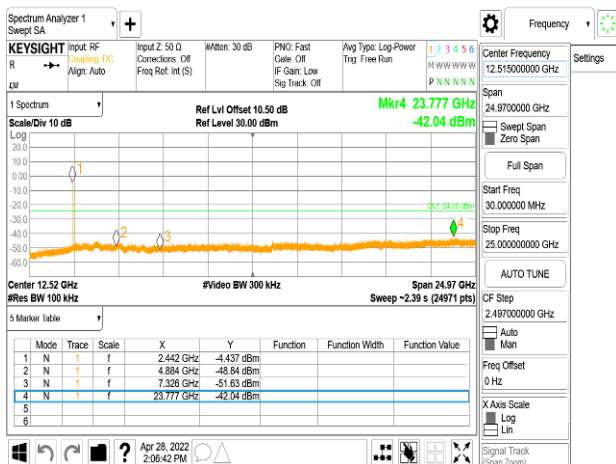 Spectrum Analyzer 1
Swept SA
Frequency
Settings
KEYSIGHT
R
Input: RF
Coupling: DC
Align: Auto
Input Z: 50 Ω
Corrections: Off
Freq Ref: Int (S)
#Atten: 30 dB
PNO: Fast
Gate: Off
IF Gain: Low
Sig Track: Off
Avg Type: Log-Power
Trig: Free Run
1 2 3 4 5 6
M W W W W W
P N N N N N
LXI
1 Spectrum
Scale/Div 10 dB
Ref Lvl Offset 10.50 dB
Ref Level 30.00 dBm
Mkr4 23.777 GHz
-42.04 dBm
Log
20.0
10.0
0.00
-10.0
-20.0
-30.0
-40.0
-50.0
-60.0
1
2
3
4
Center 12.52 GHz
#Res BW 100 kHz
#Video BW 300 kHz
Span 24.97 GHz
Sweep ~2.39 s (24971 pts)
5 Marker Table
Mode Trace Scale X Y Function Function Width Function Value
1 N 1 f 2.442 GHz -4.437 dBm
2 N 1 f 4.884 GHz -48.84 dBm
3 N 1 f 7.326 GHz -51.63 dBm
4 N 1 f 23.777 GHz -42.04 dBm
5
6
?
Apr 28, 2022
2:06:42 PM
Center Frequency
12.515000000 GHz
Span
24.9700000 GHz
Swept Span
Zero Span
Full Span
Start Freq
30.000000 MHz
Stop Freq
25.000000000 GHz
AUTO TUNE
CF Step
2.497000000 GHz
Auto
Man
Freq Offset
0 Hz
X Axis Scale
Log
Lin
Signal Track
(Span Zoom)